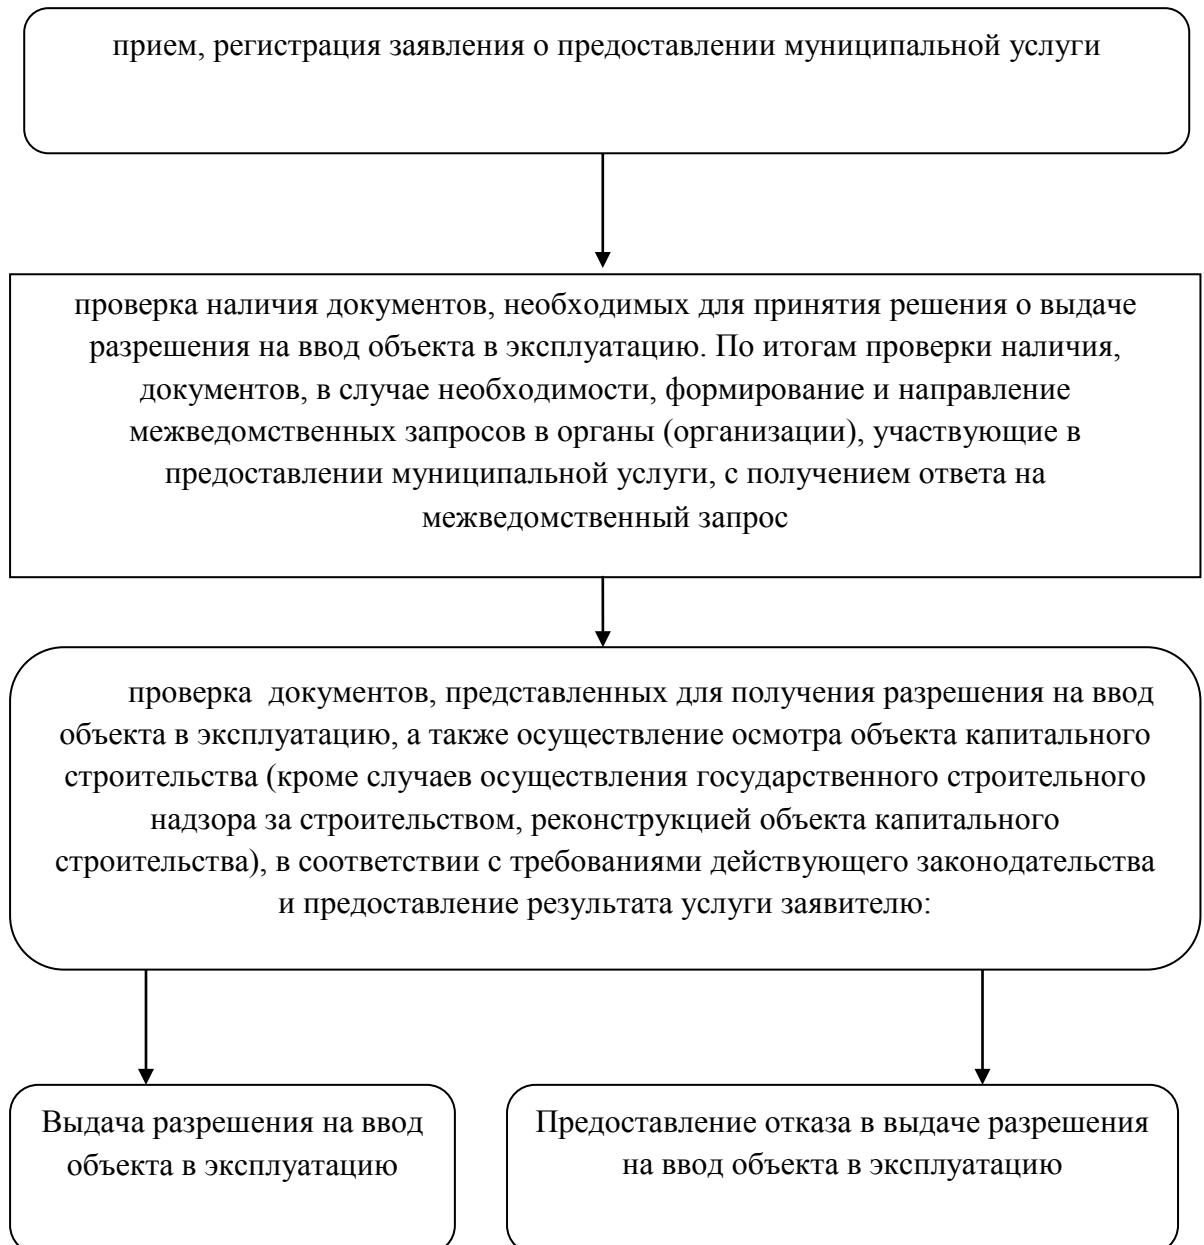 прием, регистрация заявления о предоставлении муниципальной услуги
проверка наличия документов, необходимых для принятия решения о выдаче
разрешения на ввод объекта в эксплуатацию. По итогам проверки наличия,
документов, в случае необходимости, формирование и направление
межведомственных запросов в органы (организации), участвующие в
предоставлении муниципальной услуги, с получением ответа на
межведомственный запрос
проверка документов, представленных для получения разрешения на ввод
объекта в эксплуатацию, а также осуществление осмотра объекта капитального
строительства (кроме случаев осуществления государственного строительного
надзора за строительством, реконструкцией объекта капитального
строительства), в соответствии с требованиями действующего законодательства
и предоставление результата услуги заявителю:
Выдача разрешения на ввод
объекта в эксплуатацию
Предоставление отказа в выдаче разрешения
на ввод объекта в эксплуатацию